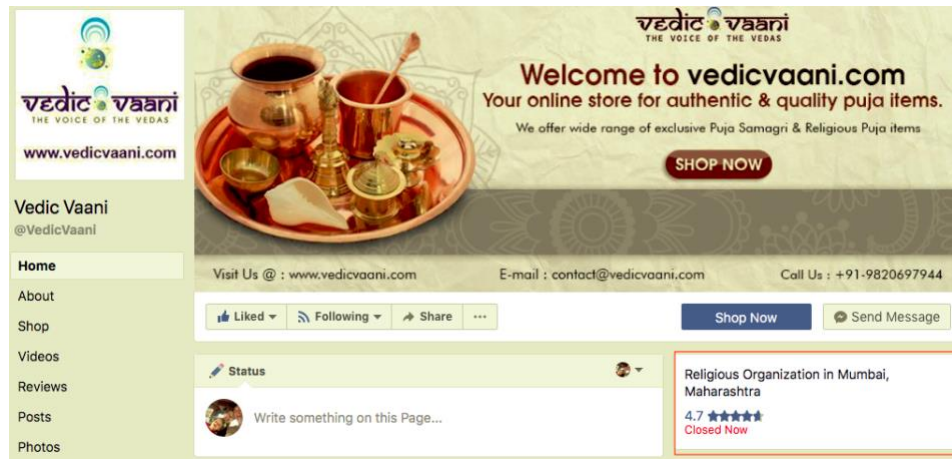 vedic vaani
THE VOICE OF THE VEDAS
www.vedicvaani.com
Vedic Vaani
@VedicVaani
Home
About
Shop
Videos
Reviews
Posts
Photos
vedic vaani
THE VOICE OF THE VEDAS
Welcome to vedicvaani.com
Your online store for authentic & quality puja items.
We offer wide range of exclusive Puja Samagri & Religious Puja items
SHOP NOW
Visit Us @ : www.vedicvaani.com E-mail : contact@vedicvaani.com Call Us : +91-9820697944
Liked Following Share ... Shop Now Send Message
Status
Write something on this Page...
Religious Organization in Mumbai,
Maharashtra
4.7
Closed Now